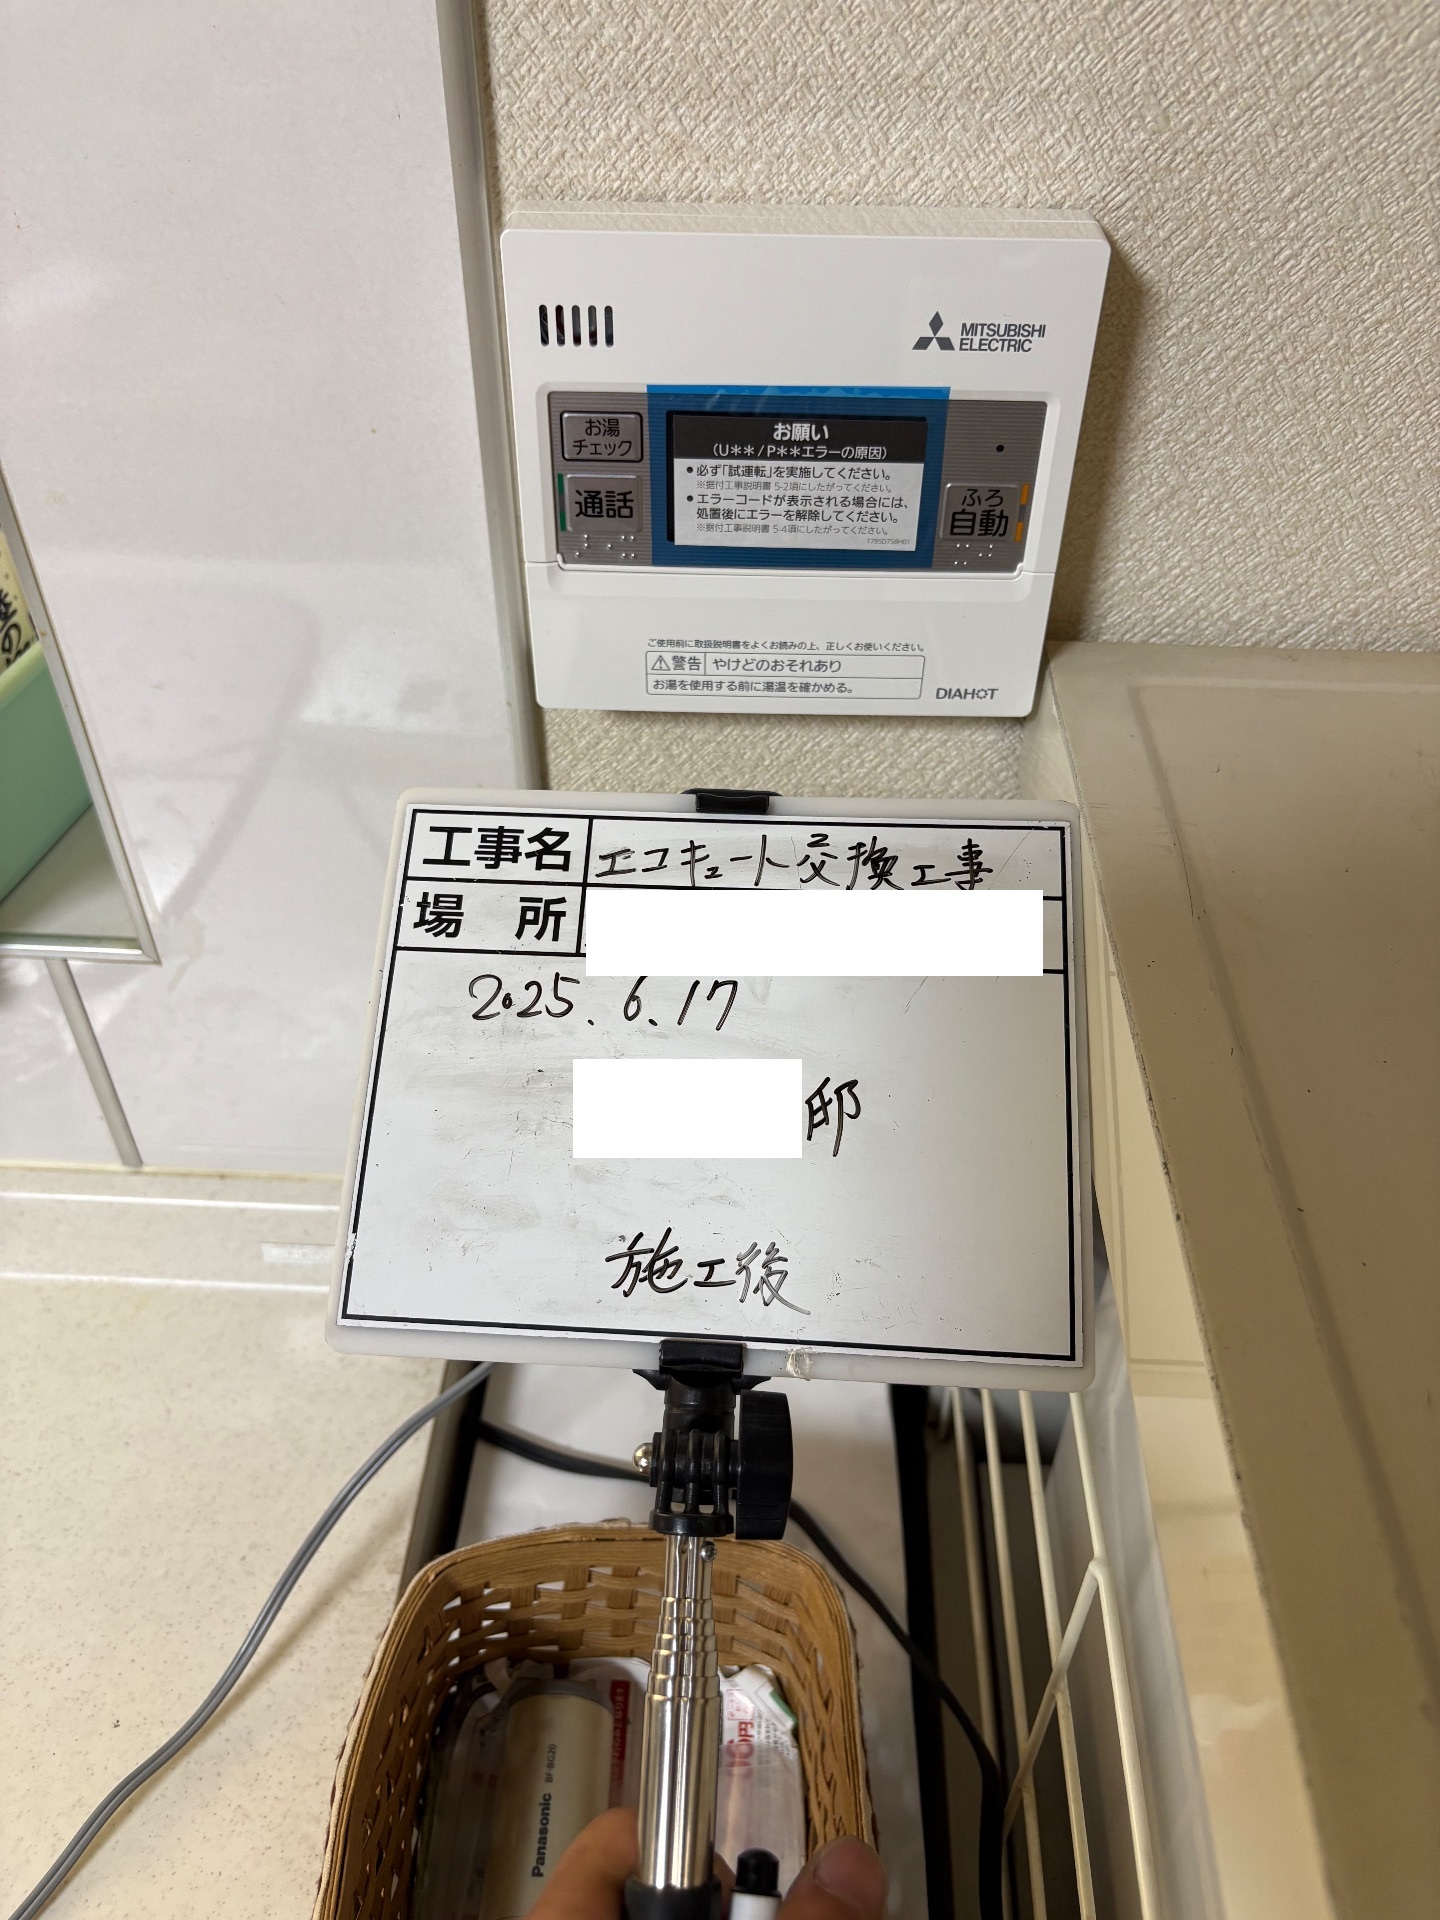 MITSUBISHI
ELECTRIC
お湯
チェック
通話
お願い
(U**/P**エラーの原因)
●必ず「試運転」を実施してください。
※据付工事説明書 5-2項にしたがってください。
●エラーコードが表示される場合には、
処置後にエラーを解除してください。
※据付工事説明書 5-4項にしたがってください。
T795D758H01
ふろ
自動
ご使用前に取扱説明書をよくお読みの上、正しくお使いください。
⚠警告 やけどのおそれあり
お湯を使用する前に湯温を確かめる。
DIAHOT
工事名 エコキュート交換工事
場所
2025.6.17
邸
施工後
Panasonic BF-BG20